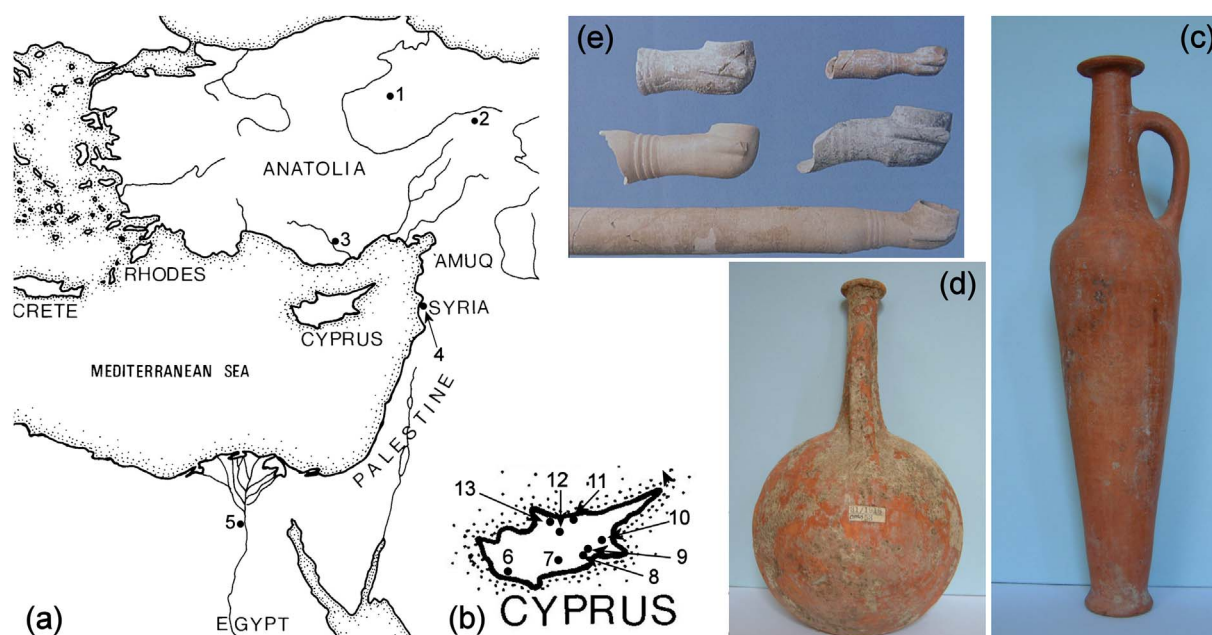 (a)
1
2
ANATOLIA
3
RHODES
AMUQ
CRETE
CYPRUS
SYRIA
4
MEDITERRANEAN SEA
PALESTINE
5
EGYPT
(b)
13
12
11
10
6
7
9
8
CYPRUS
(e)
(d)
(c)